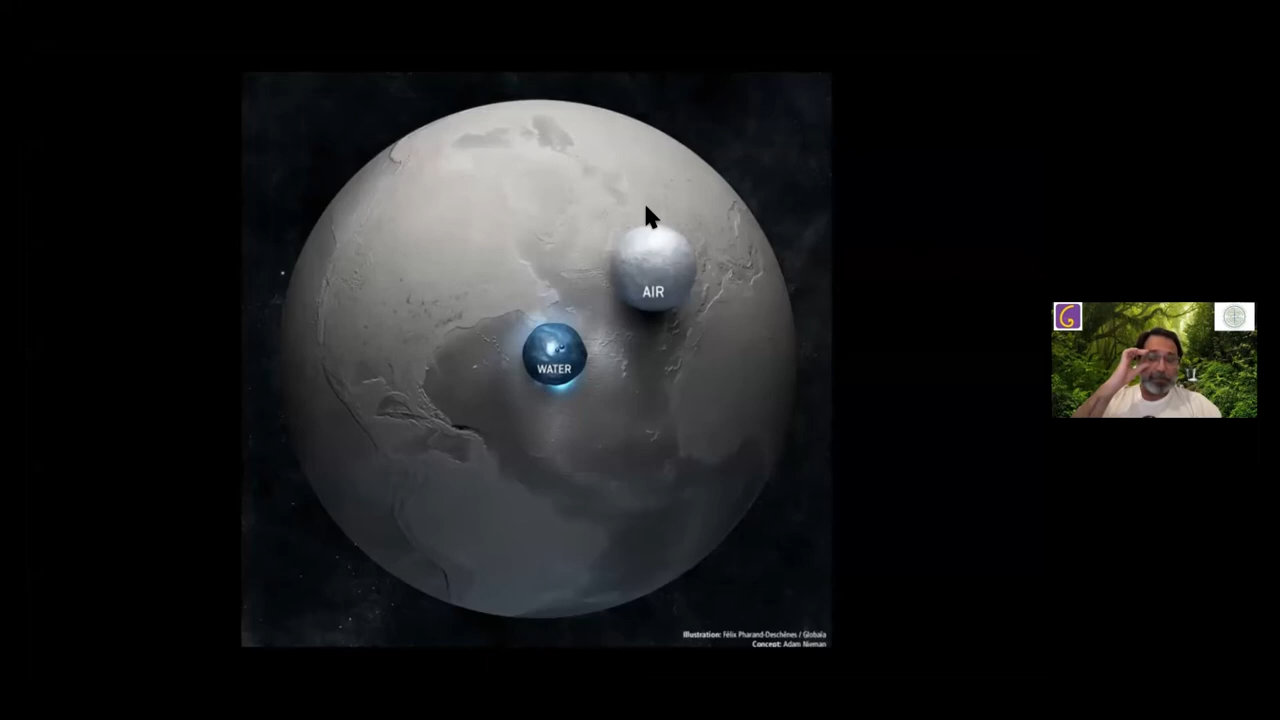 AIR
WATER
Illustration: Félix Pharand-Deschênes / Globaïa
Concept: Adam Nieman